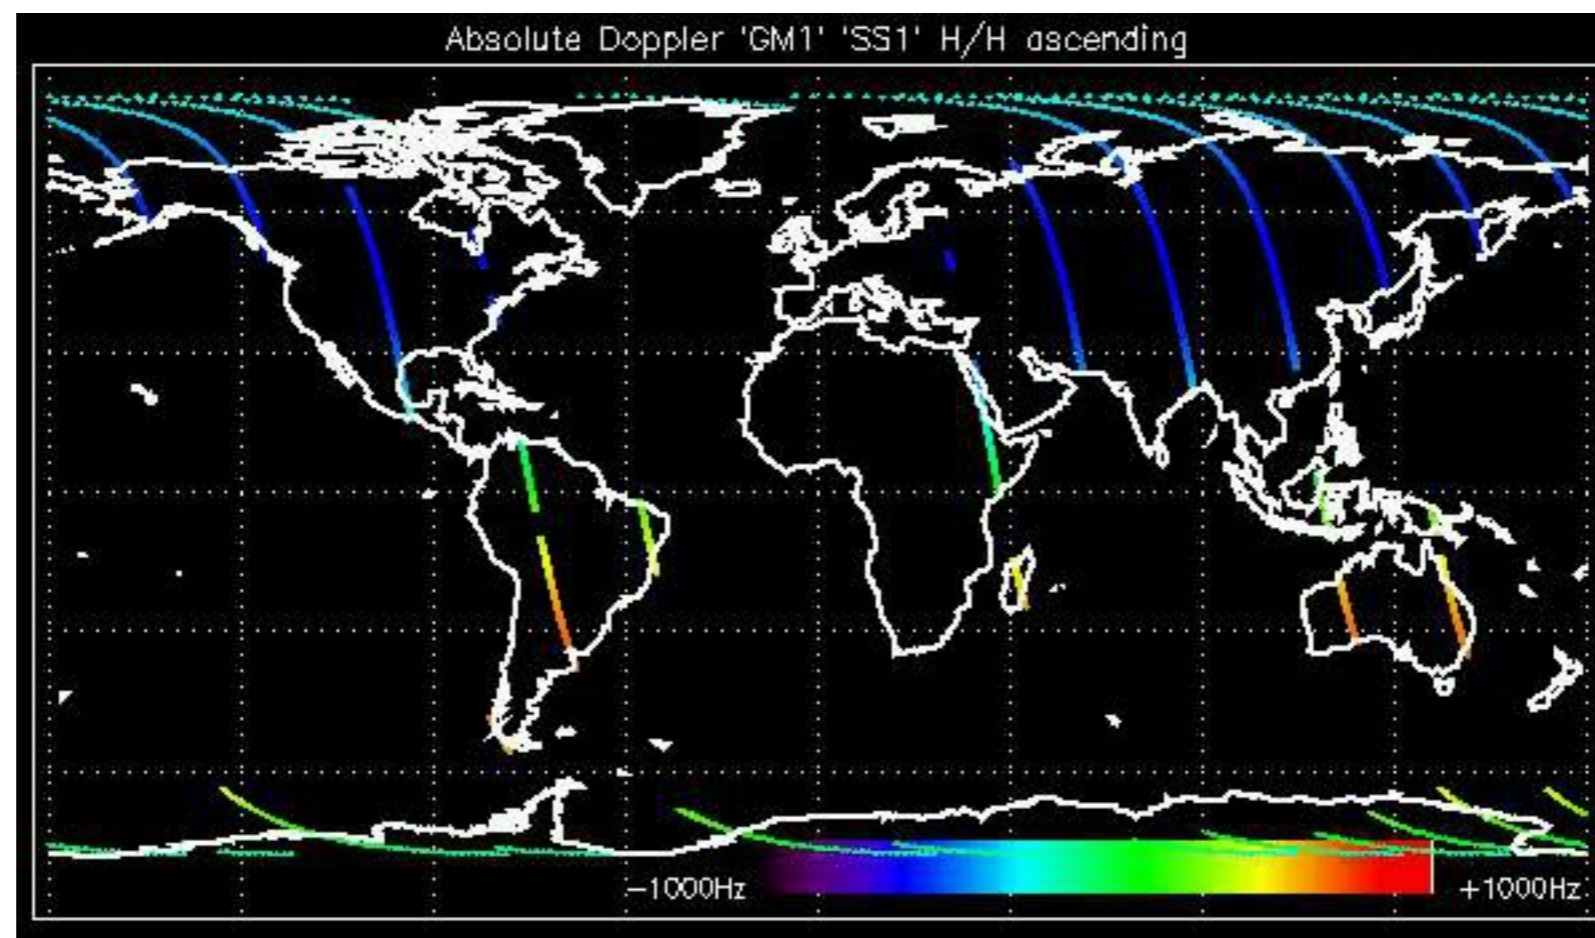 Absolute Doppler 'GM1' 'SS1' H/H ascending
−1000Hz
+1000Hz